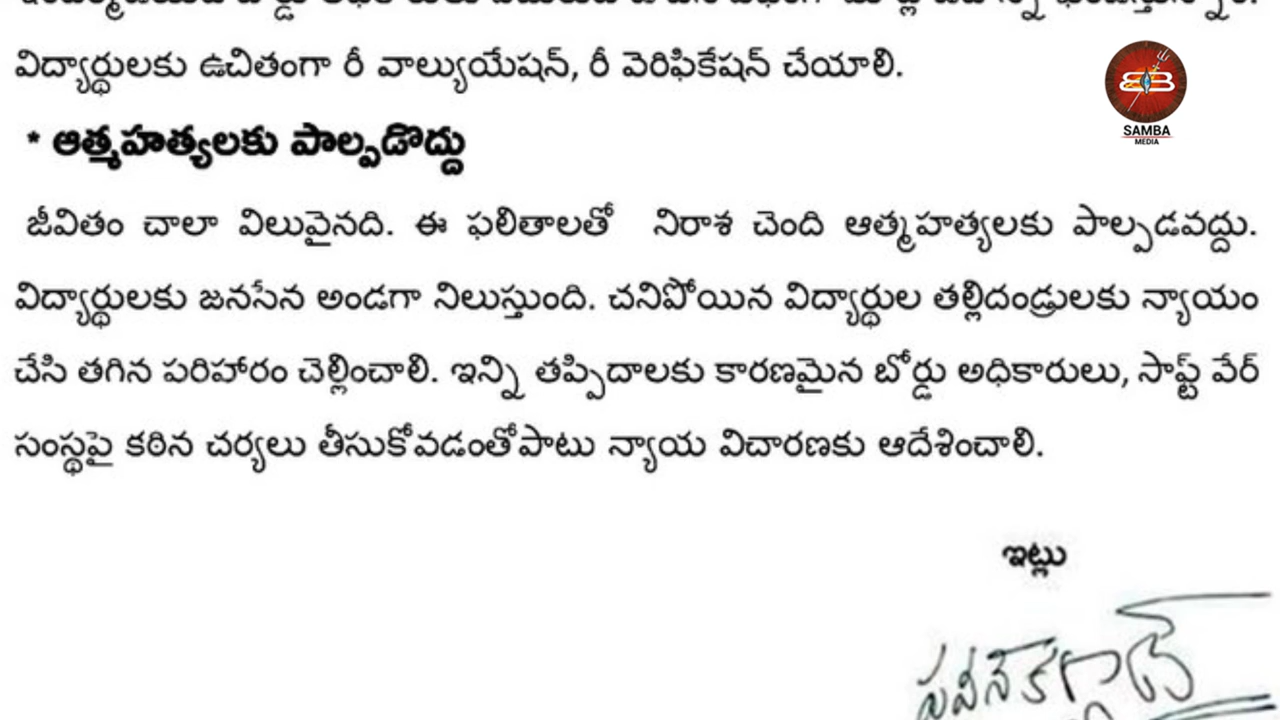 విద్యార్థులకు ఉచితంగా రీ వాల్యుయేషన్, రీ వెరిఫికేషన్ చేయాలి.
SAMBA
MEDIA
* ఆత్మహత్యలకు పాల్పడొద్దు
జీవితం చాలా విలువైనది. ఈ ఫలితాలతో నిరాశ చెంది ఆత్మహత్యలకు పాల్పడవద్దు.
విద్యార్థులకు జనసేన అండగా నిలుస్తుంది. చనిపోయిన విద్యార్థుల తల్లిదండ్రులకు న్యాయం
చేసి తగిన పరిహారం చెల్లించాలి. ఇన్ని తప్పిదాలకు కారణమైన బోర్డు అధికారులు, సాఫ్ట్ వేర్
సంస్థపై కఠిన చర్యలు తీసుకోవడంతోపాటు న్యాయ విచారణకు ఆదేశించాలి.
ఇట్లు